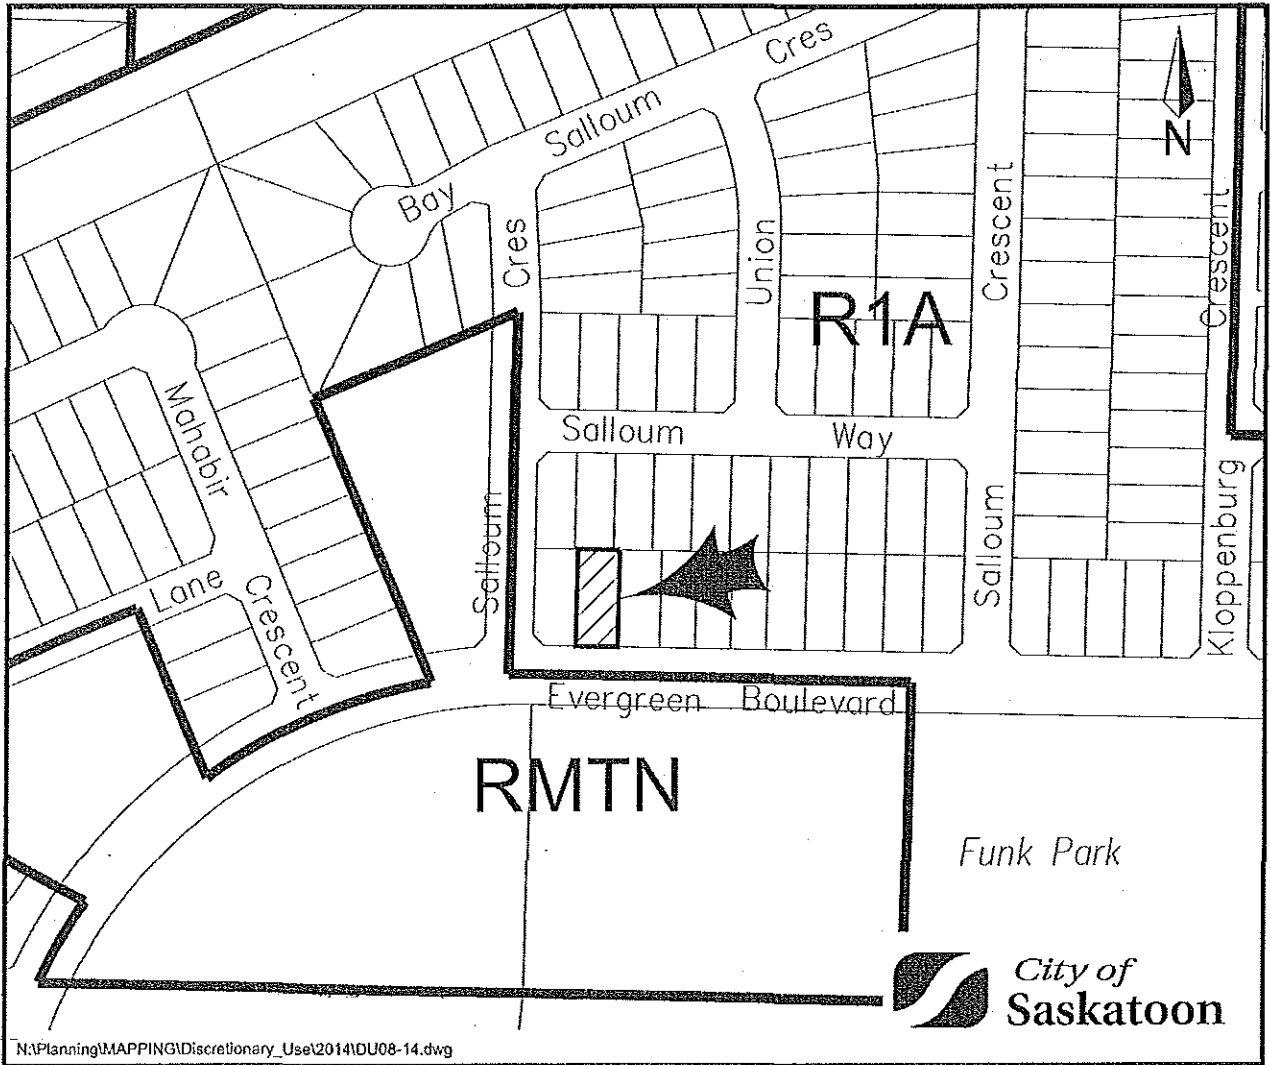 Cres
Salloum
N
Bay
Cres
Union
Crescent
Crescent
R1A
Mahabir
Salloum Way
Salloum
Salloum
Kloppenburg
Lane
Crescent
Evergreen Boulevard
RMTN
Funk Park
City of
Saskatoon
N:\Planning\MAPPING\Discretionary_Use\2014\DU08-14.dwg